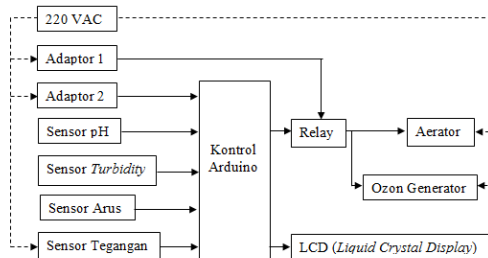 220 VAC
Adaptor 1
Adaptor 2
Sensor pH
Sensor Turbidity
Sensor Arus
Sensor Tegangan
Kontrol
Arduino
Relay
Aerator
Ozon Generator
LCD (Liquid Crystal Display)